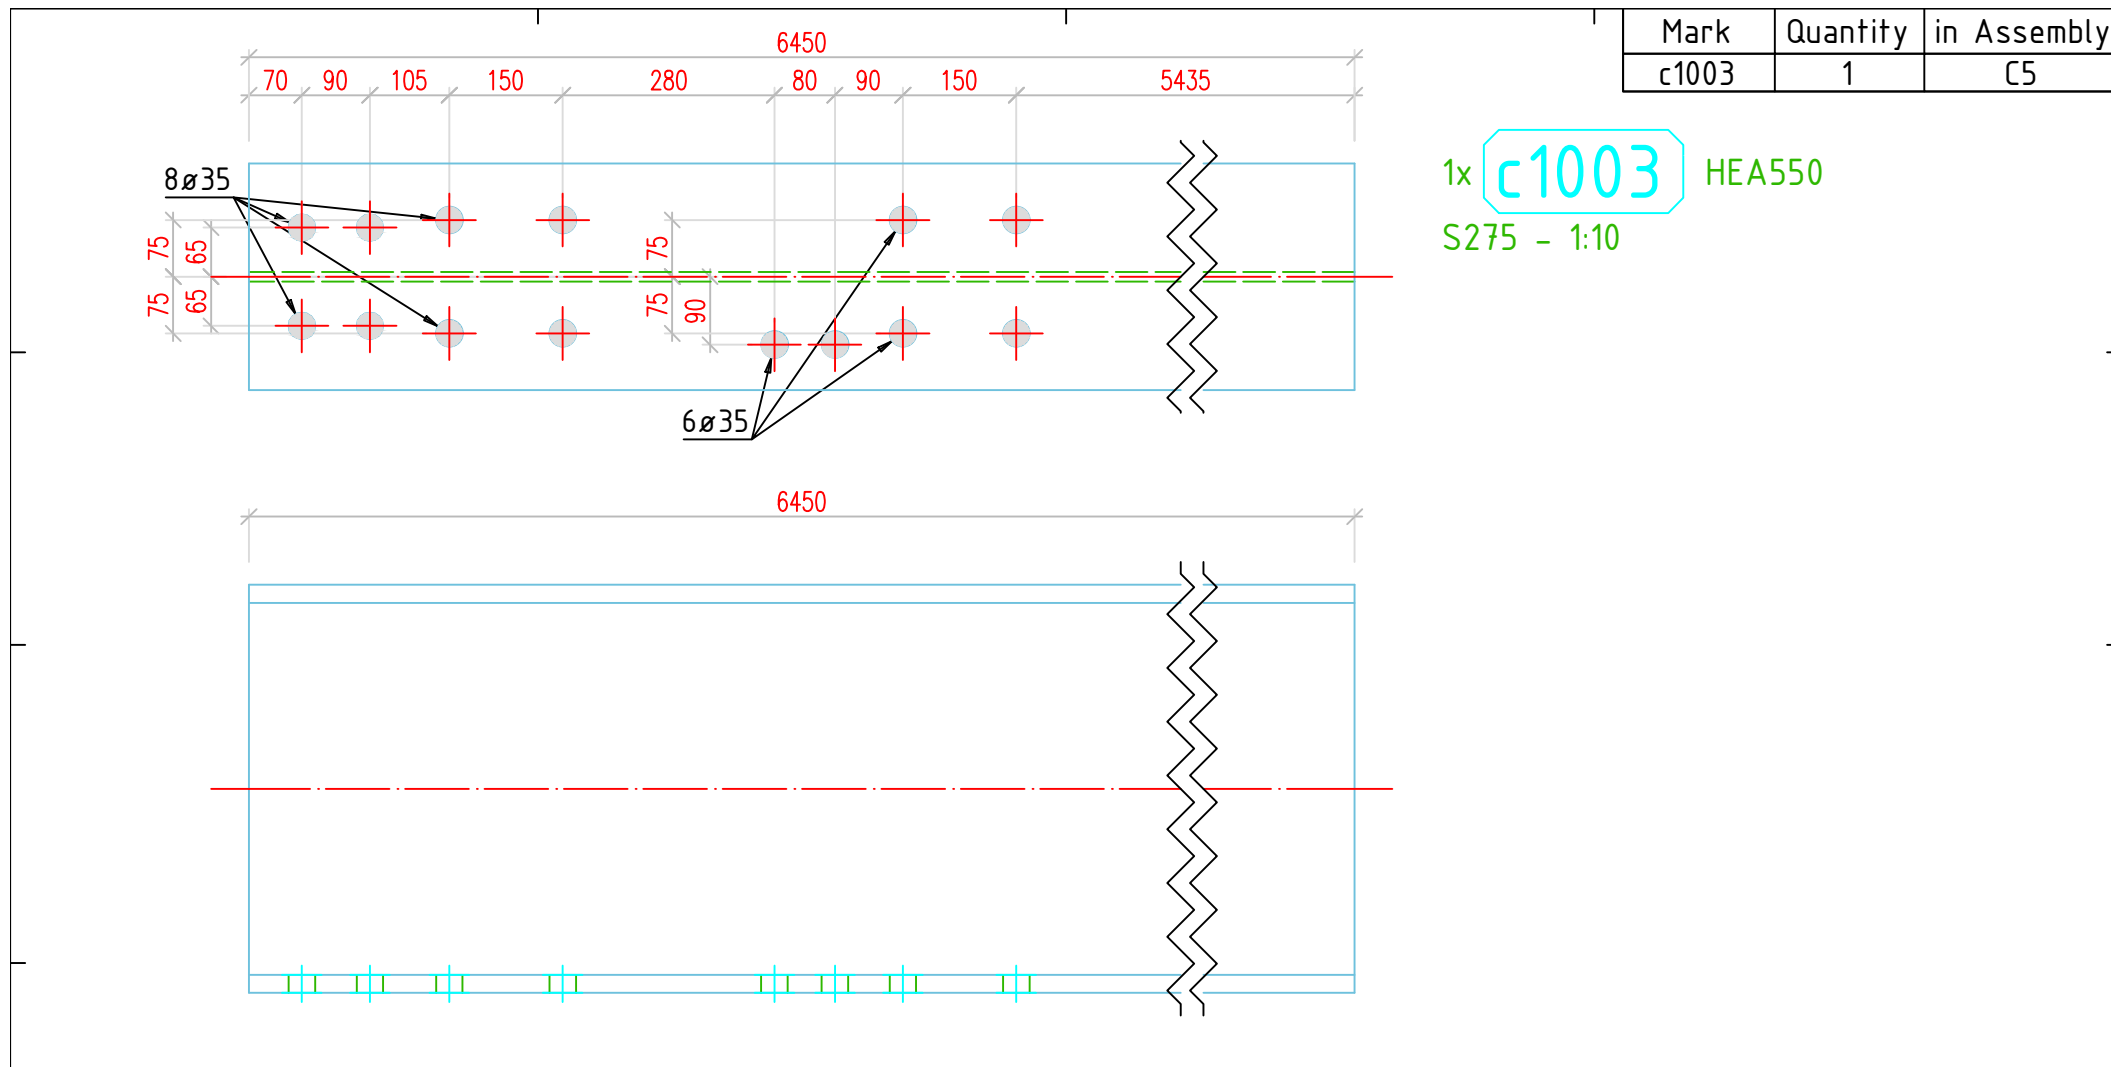 Mark Quantity in Assembly
c1003 1 C5
6450
70 90 105 150 280 80 90 150 5435
1x c1003 HEA550
S275 - 1:10
8ø35
75 65 75
75 65 75 90
6ø35
6450